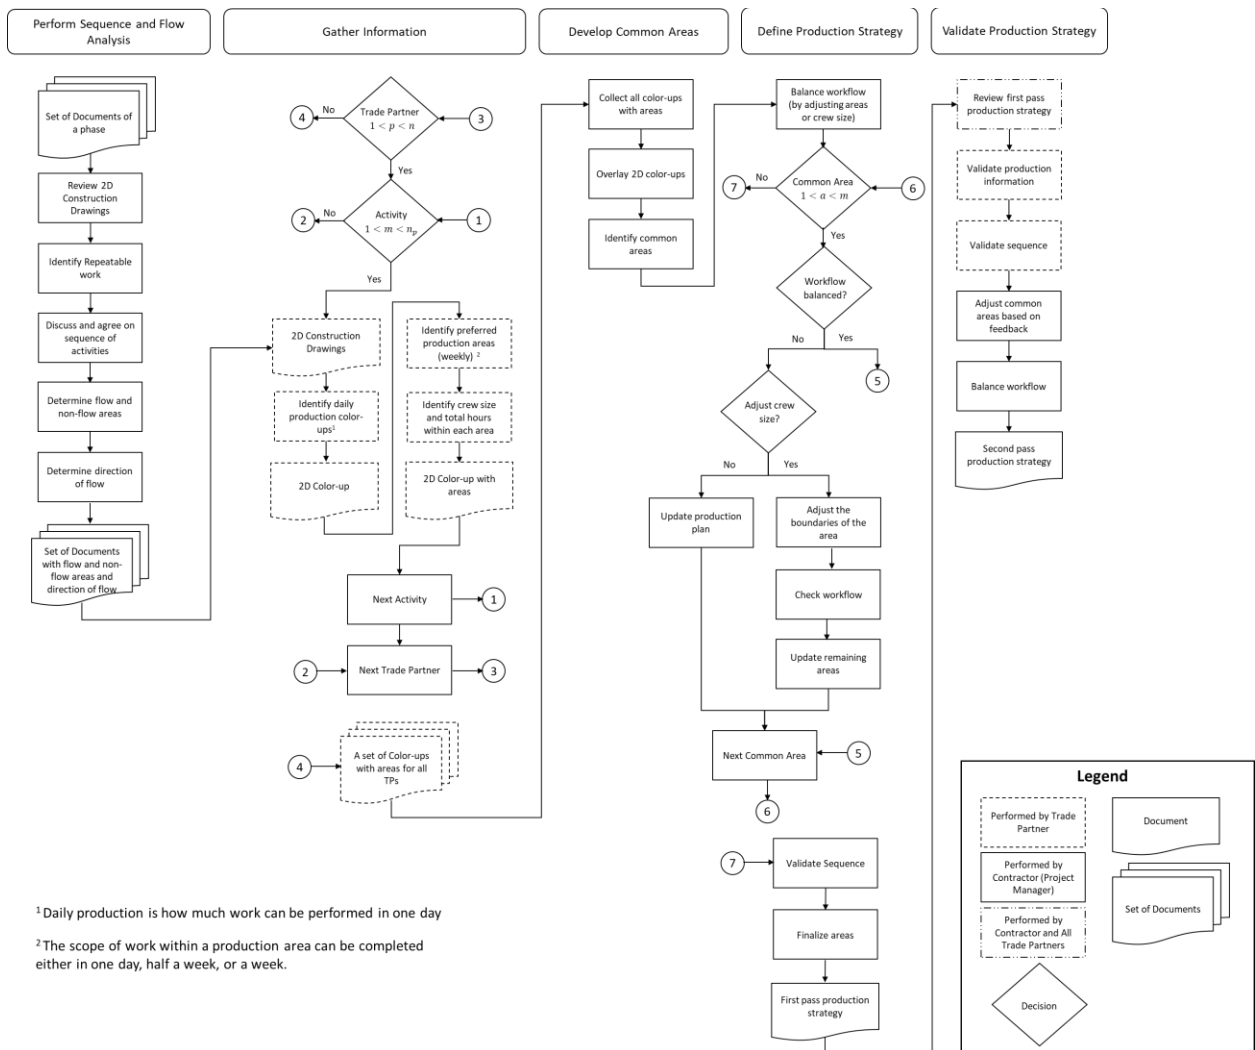 Perform Sequence and Flow
Analysis
Gather Information
Develop Common Areas
Define Production Strategy
Validate Production Strategy
Set of Documents of
a phase
Review 2D
Construction
Drawings
Identify Repeatable
work
Discuss and agree on
sequence of
activities
Determine flow and
non-flow areas
Determine direction
of flow
Set of Documents
with flow and non-
flow areas and
direction of flow
4
No
Trade Partner
1 < p < n
3
Yes
2
No
Activity
1 < m < nₚ
1
Yes
2D Construction
Drawings
Identify daily
production color-
ups¹
2D Color-up
Identify preferred
production areas
(weekly) ²
Identify crew size
and total hours
within each area
2D Color-up with
areas
Next Activity
1
2
Next Trade Partner
3
4
A set of Color-ups
with areas for all
TPs
Collect all color-ups
with areas
Overlay 2D color-ups
Identify common
areas
Balance workflow
(by adjusting areas
or crew size)
7
No
Common Area
1 < a < m
6
Yes
Workflow
balanced?
No
Yes
5
Adjust crew
size?
No
Yes
Update production
plan
Adjust the
boundaries of the
area
Check workflow
Update remaining
areas
Next Common Area
5
6
7
Validate Sequence
Finalize areas
First pass production
strategy
Review first pass
production strategy
Validate production
information
Validate sequence
Adjust common
areas based on
feedback
Balance workflow
Second pass
production strategy
Legend
Performed by Trade
Partner
Document
Performed by
Contractor (Project
Manager)
Set of Documents
Performed by
Contractor and All
Trade Partners
Decision
¹ Daily production is how much work can be performed in one day
² The scope of work within a production area can be completed
either in one day, half a week, or a week.